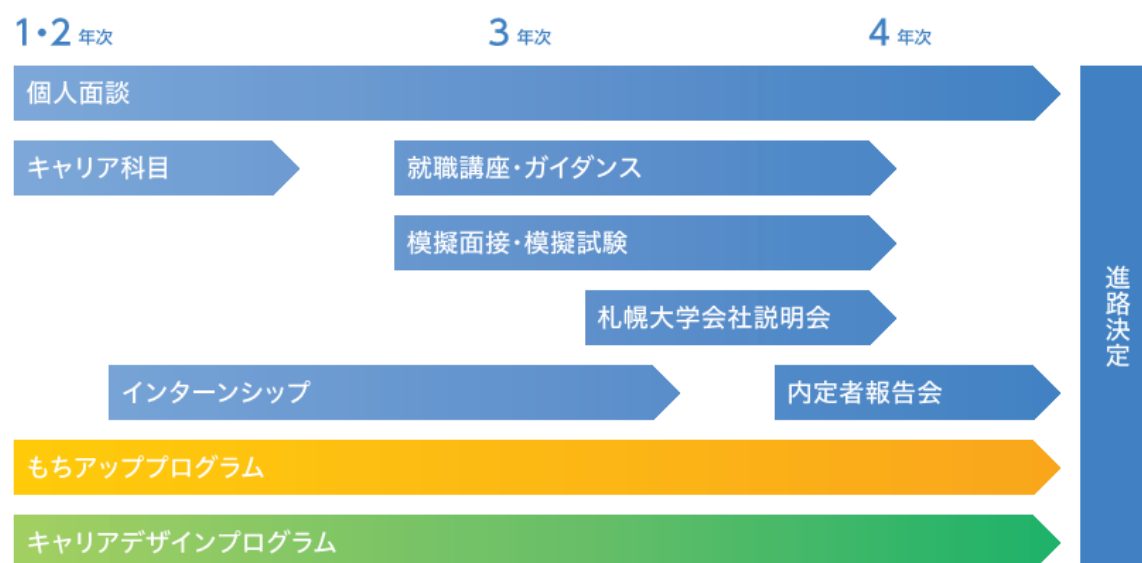 1・2 年次
3 年次
4 年次
個人面談
キャリア科目
就職講座・ガイダンス
模擬面接・模擬試験
札幌大学会社説明会
インターンシップ
内定者報告会
もちアッププログラム
キャリアデザインプログラム
進路決定